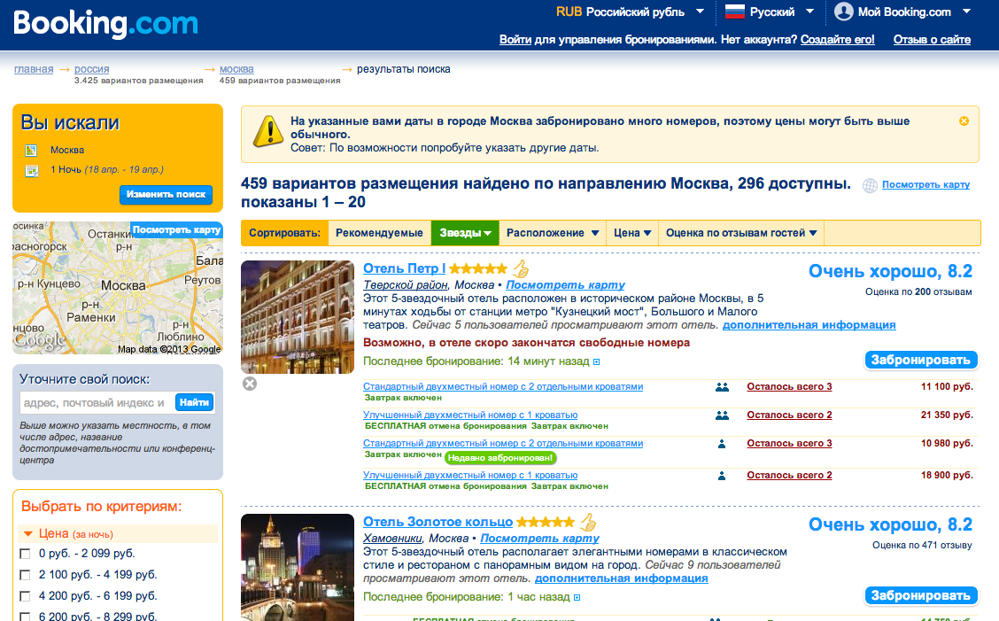 Booking.com
RUB Российский рубль
Русский
Мой Booking.com
Войти для управления бронированиями. Нет аккаунта? Создайте его!
Отзыв о сайте
главная → россия → москва → результаты поиска
3.425 вариантов размещения
459 вариантов размещения
Вы искали
Москва
1 Ночь (18 апр. - 19 апр.)
Изменить поиск
Посмотреть карту
осинка
Останки
р-н
расногорск
Бала
р-н Кунцево
Москва
Реутов
р-н
Раменки
нцово
р-н
Люблино
Google
Map data ©2013 Google
Уточните свой поиск:
адрес, почтовый индекс и
Найти
Выше можно указать местность, в том
числе адрес, название
достопримечательности или конференц-
центра
Выбрать по критериям:
Цена (за ночь)
0 руб. - 2 099 руб.
2 100 руб. - 4 199 руб.
4 200 руб. - 6 199 руб.
6 200 руб. - 8 299 руб.
На указанные вами даты в городе Москва забронировано много номеров, поэтому цены могут быть выше
обычного.
Совет: По возможности попробуйте указать другие даты.
459 вариантов размещения найдено по направлению Москва, 296 доступны.
показаны 1 – 20
Посмотреть карту
Сортировать: Рекомендуемые Звезды Расположение Цена Оценка по отзывам гостей
Отель Петр I
Очень хорошо, 8.2
Оценка по 200 отзывам
Тверской район, Москва • Посмотреть карту
Этот 5-звездочный отель расположен в историческом районе Москвы, в 5
минутах ходьбы от станции метро "Кузнецкий мост", Большого и Малого
театров. Сейчас 5 пользователей просматривают этот отель. дополнительная информация
Возможно, в отеле скоро закончатся свободные номера
Последнее бронирование: 14 минут назад
Забронировать
Стандартный двухместный номер с 2 отдельными кроватями Осталось всего 3 11 100 руб.
Завтрак включен
Улучшенный двухместный номер с 1 кроватью Осталось всего 2 21 350 руб.
БЕСПЛАТНАЯ отмена бронирования Завтрак включен
Стандартный двухместный номер с 2 отдельными кроватями Осталось всего 3 10 980 руб.
Завтрак включен Недавно забронирован!
Улучшенный двухместный номер с 1 кроватью Осталось всего 2 18 900 руб.
БЕСПЛАТНАЯ отмена бронирования Завтрак включен
Отель Золотое кольцо
Очень хорошо, 8.2
Оценка по 471 отзыву
Хамовники, Москва • Посмотреть карту
Этот 5-звездочный отель располагает элегантными номерами в классическом
стиле и рестораном с панорамным видом на город. Сейчас 9 пользователей
просматривают этот отель. дополнительная информация
Последнее бронирование: 1 час назад
Забронировать